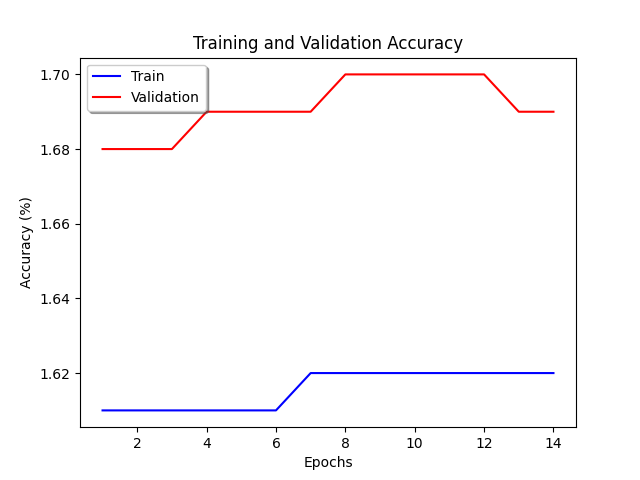 Training and Validation Accuracy
Train
Validation
1.70
1.68
1.66
1.64
1.62
Accuracy (%)
2 4 6 8 10 12 14
Epochs